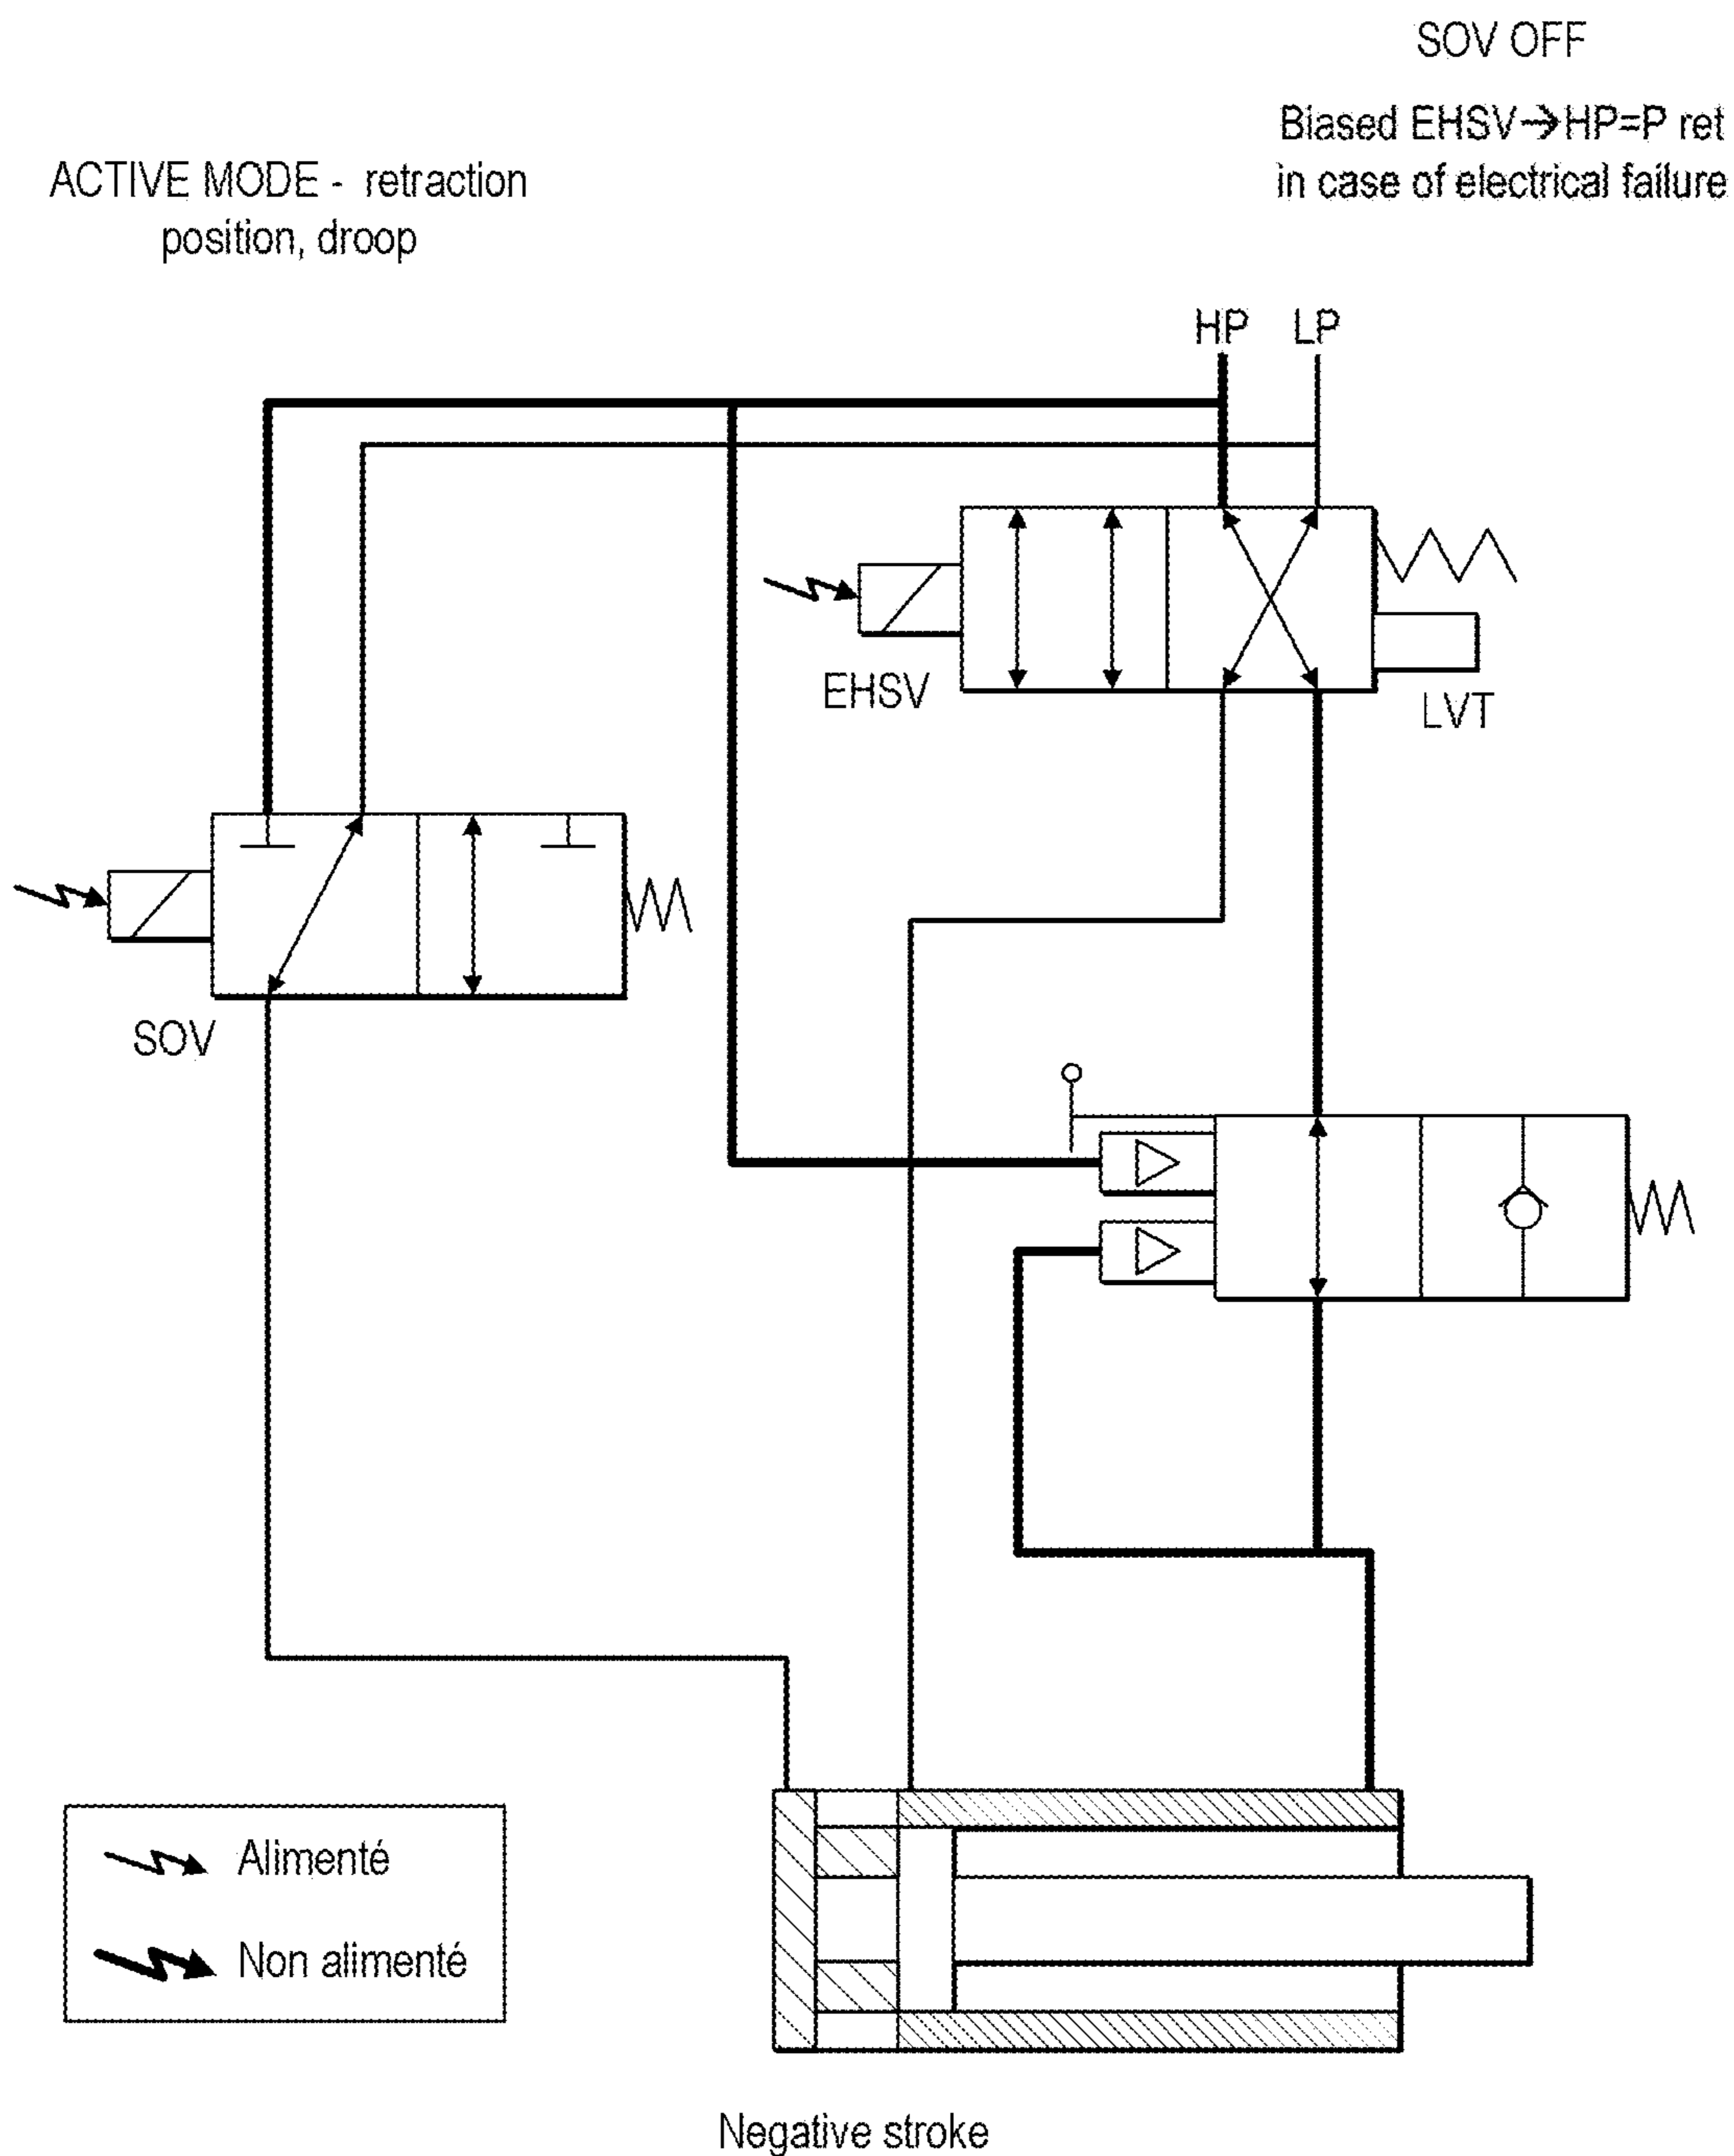 SOV OFF
Biased EHSV→HP=P ret
in case of electrical failure
ACTIVE MODE - retraction
position, droop
HP LP
EHSV
LVT
SOV
Alimenté
Non alimenté
Negative stroke